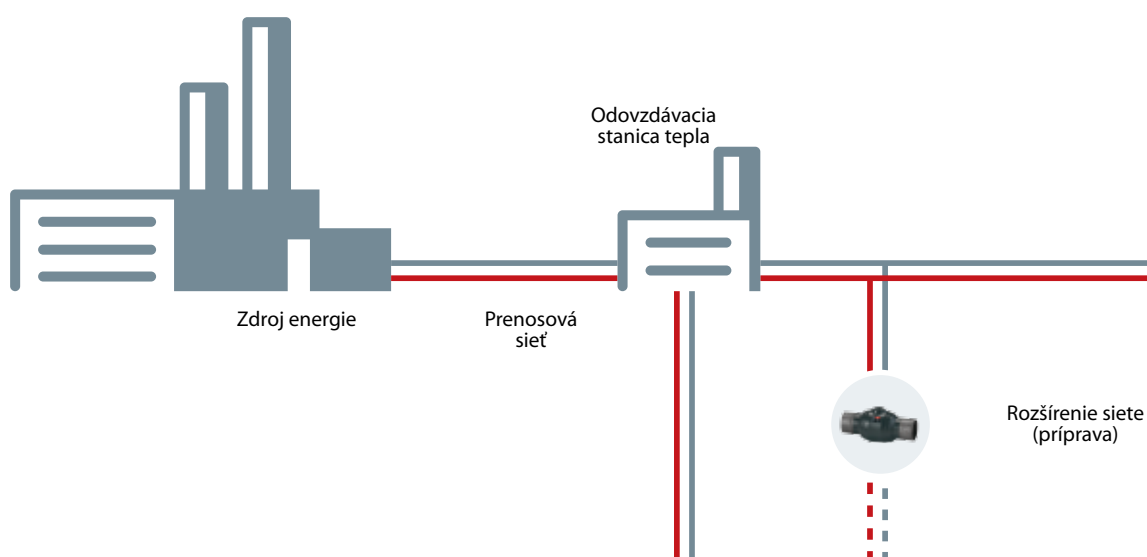 Odovzdávacia
stanica tepla
Zdroj energie
Prenosová
sieť
Rozšírenie siete
(príprava)